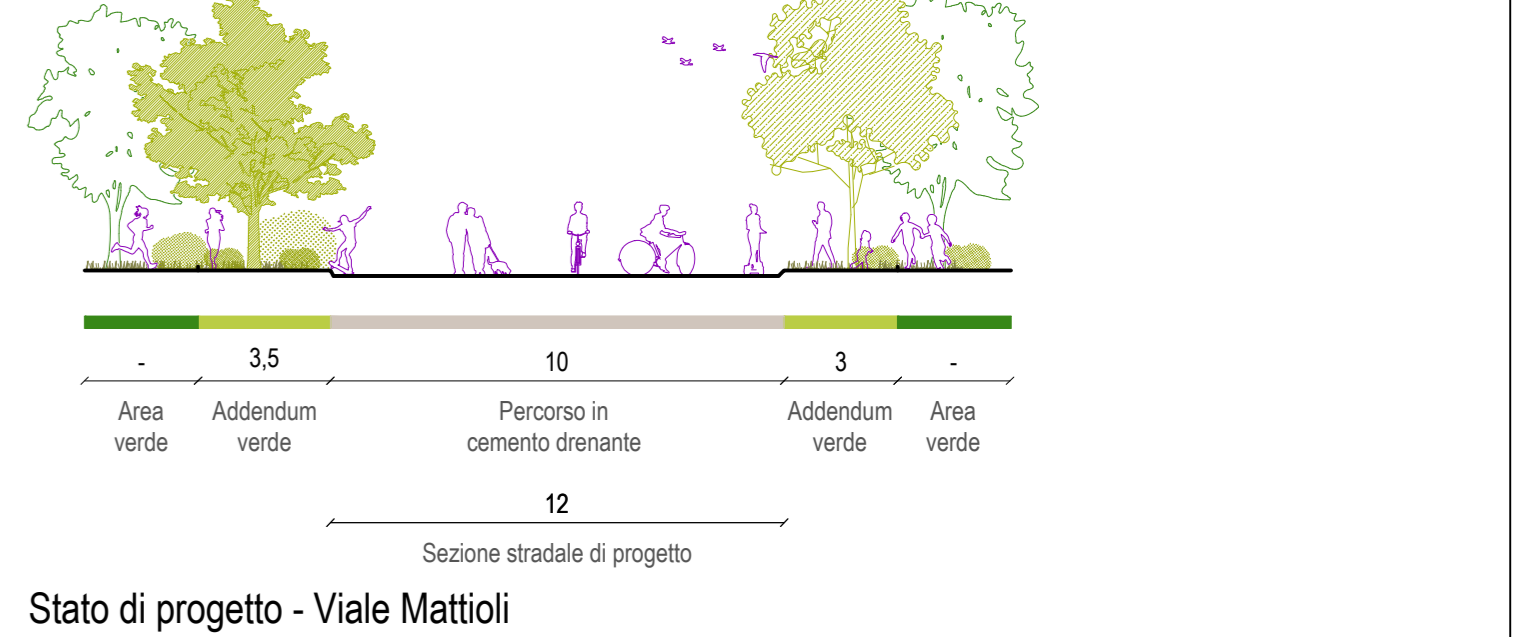 - 3,5 10 3 -
Area Addendum Percorso in Addendum Area
verde verde cemento drenante verde verde
12
Sezione stradale di progetto
Stato di progetto - Viale Mattioli